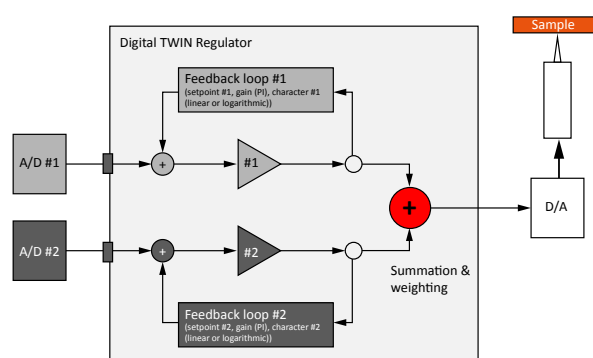 Sample
Digital TWIN Regulator
Feedback loop #1
(setpoint #1, gain (PI), character #1
(linear or logarithmic))
A/D #1
+
#1
+
D/A
A/D #2
+
#2
Summation &
weighting
Feedback loop #2
(setpoint #2, gain (PI), character #2
(linear or logarithmic))